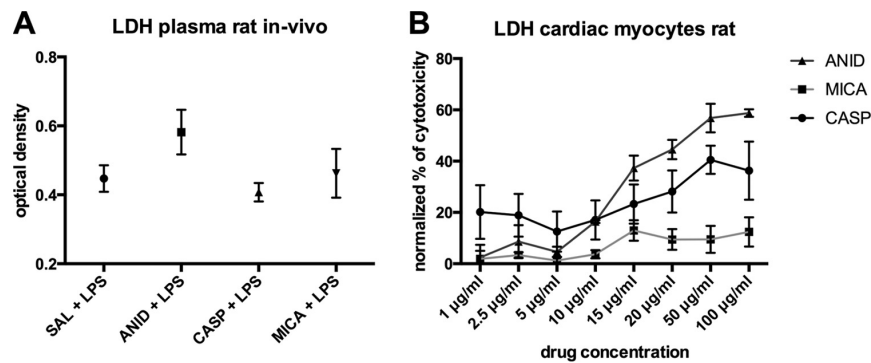 A
LDH plasma rat in-vivo
optical density
0.8
0.6
0.4
0.2
SAL + LPS
ANID + LPS
CASP + LPS
MICA + LPS
B
LDH cardiac myocytes rat
normalized % of cytotoxicity
80
60
40
20
0
1 µg/ml
2.5 µg/ml
5 µg/ml
10 µg/ml
15 µg/ml
20 µg/ml
50 µg/ml
100 µg/ml
drug concentration
ANID
MICA
CASP